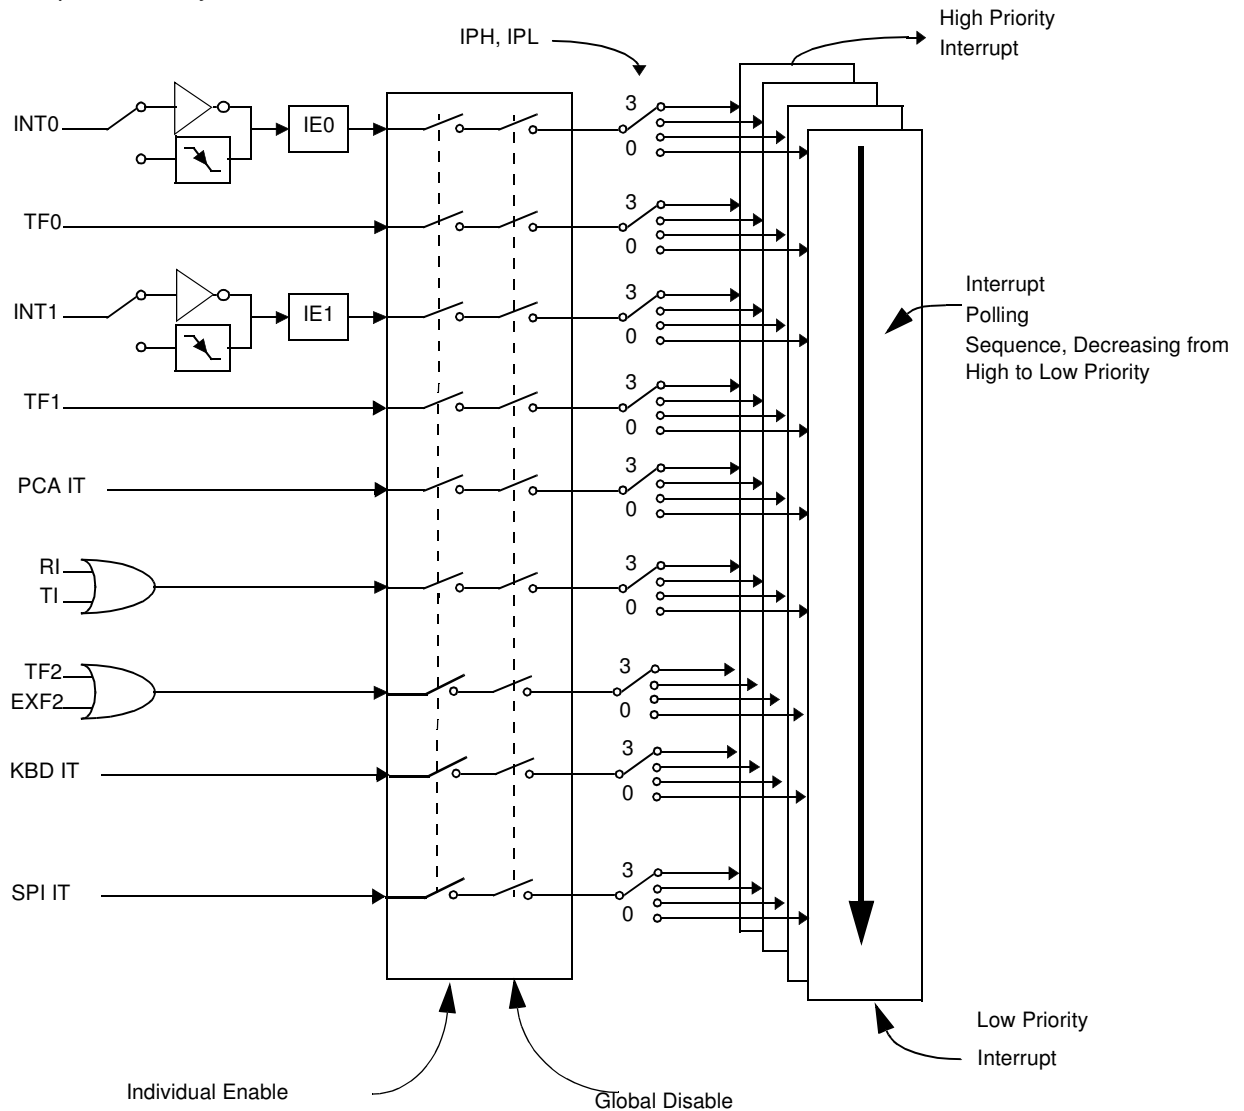 IPH, IPL
High Priority
Interrupt
INT0
IE0
3
0
TF0
3
0
INT1
IE1
3
0
Interrupt
Polling
Sequence, Decreasing from
High to Low Priority
TF1
3
0
PCA IT
3
0
RI
TI
3
0
TF2
EXF2
3
0
KBD IT
3
0
SPI IT
3
0
Low Priority
Interrupt
Individual Enable
Global Disable